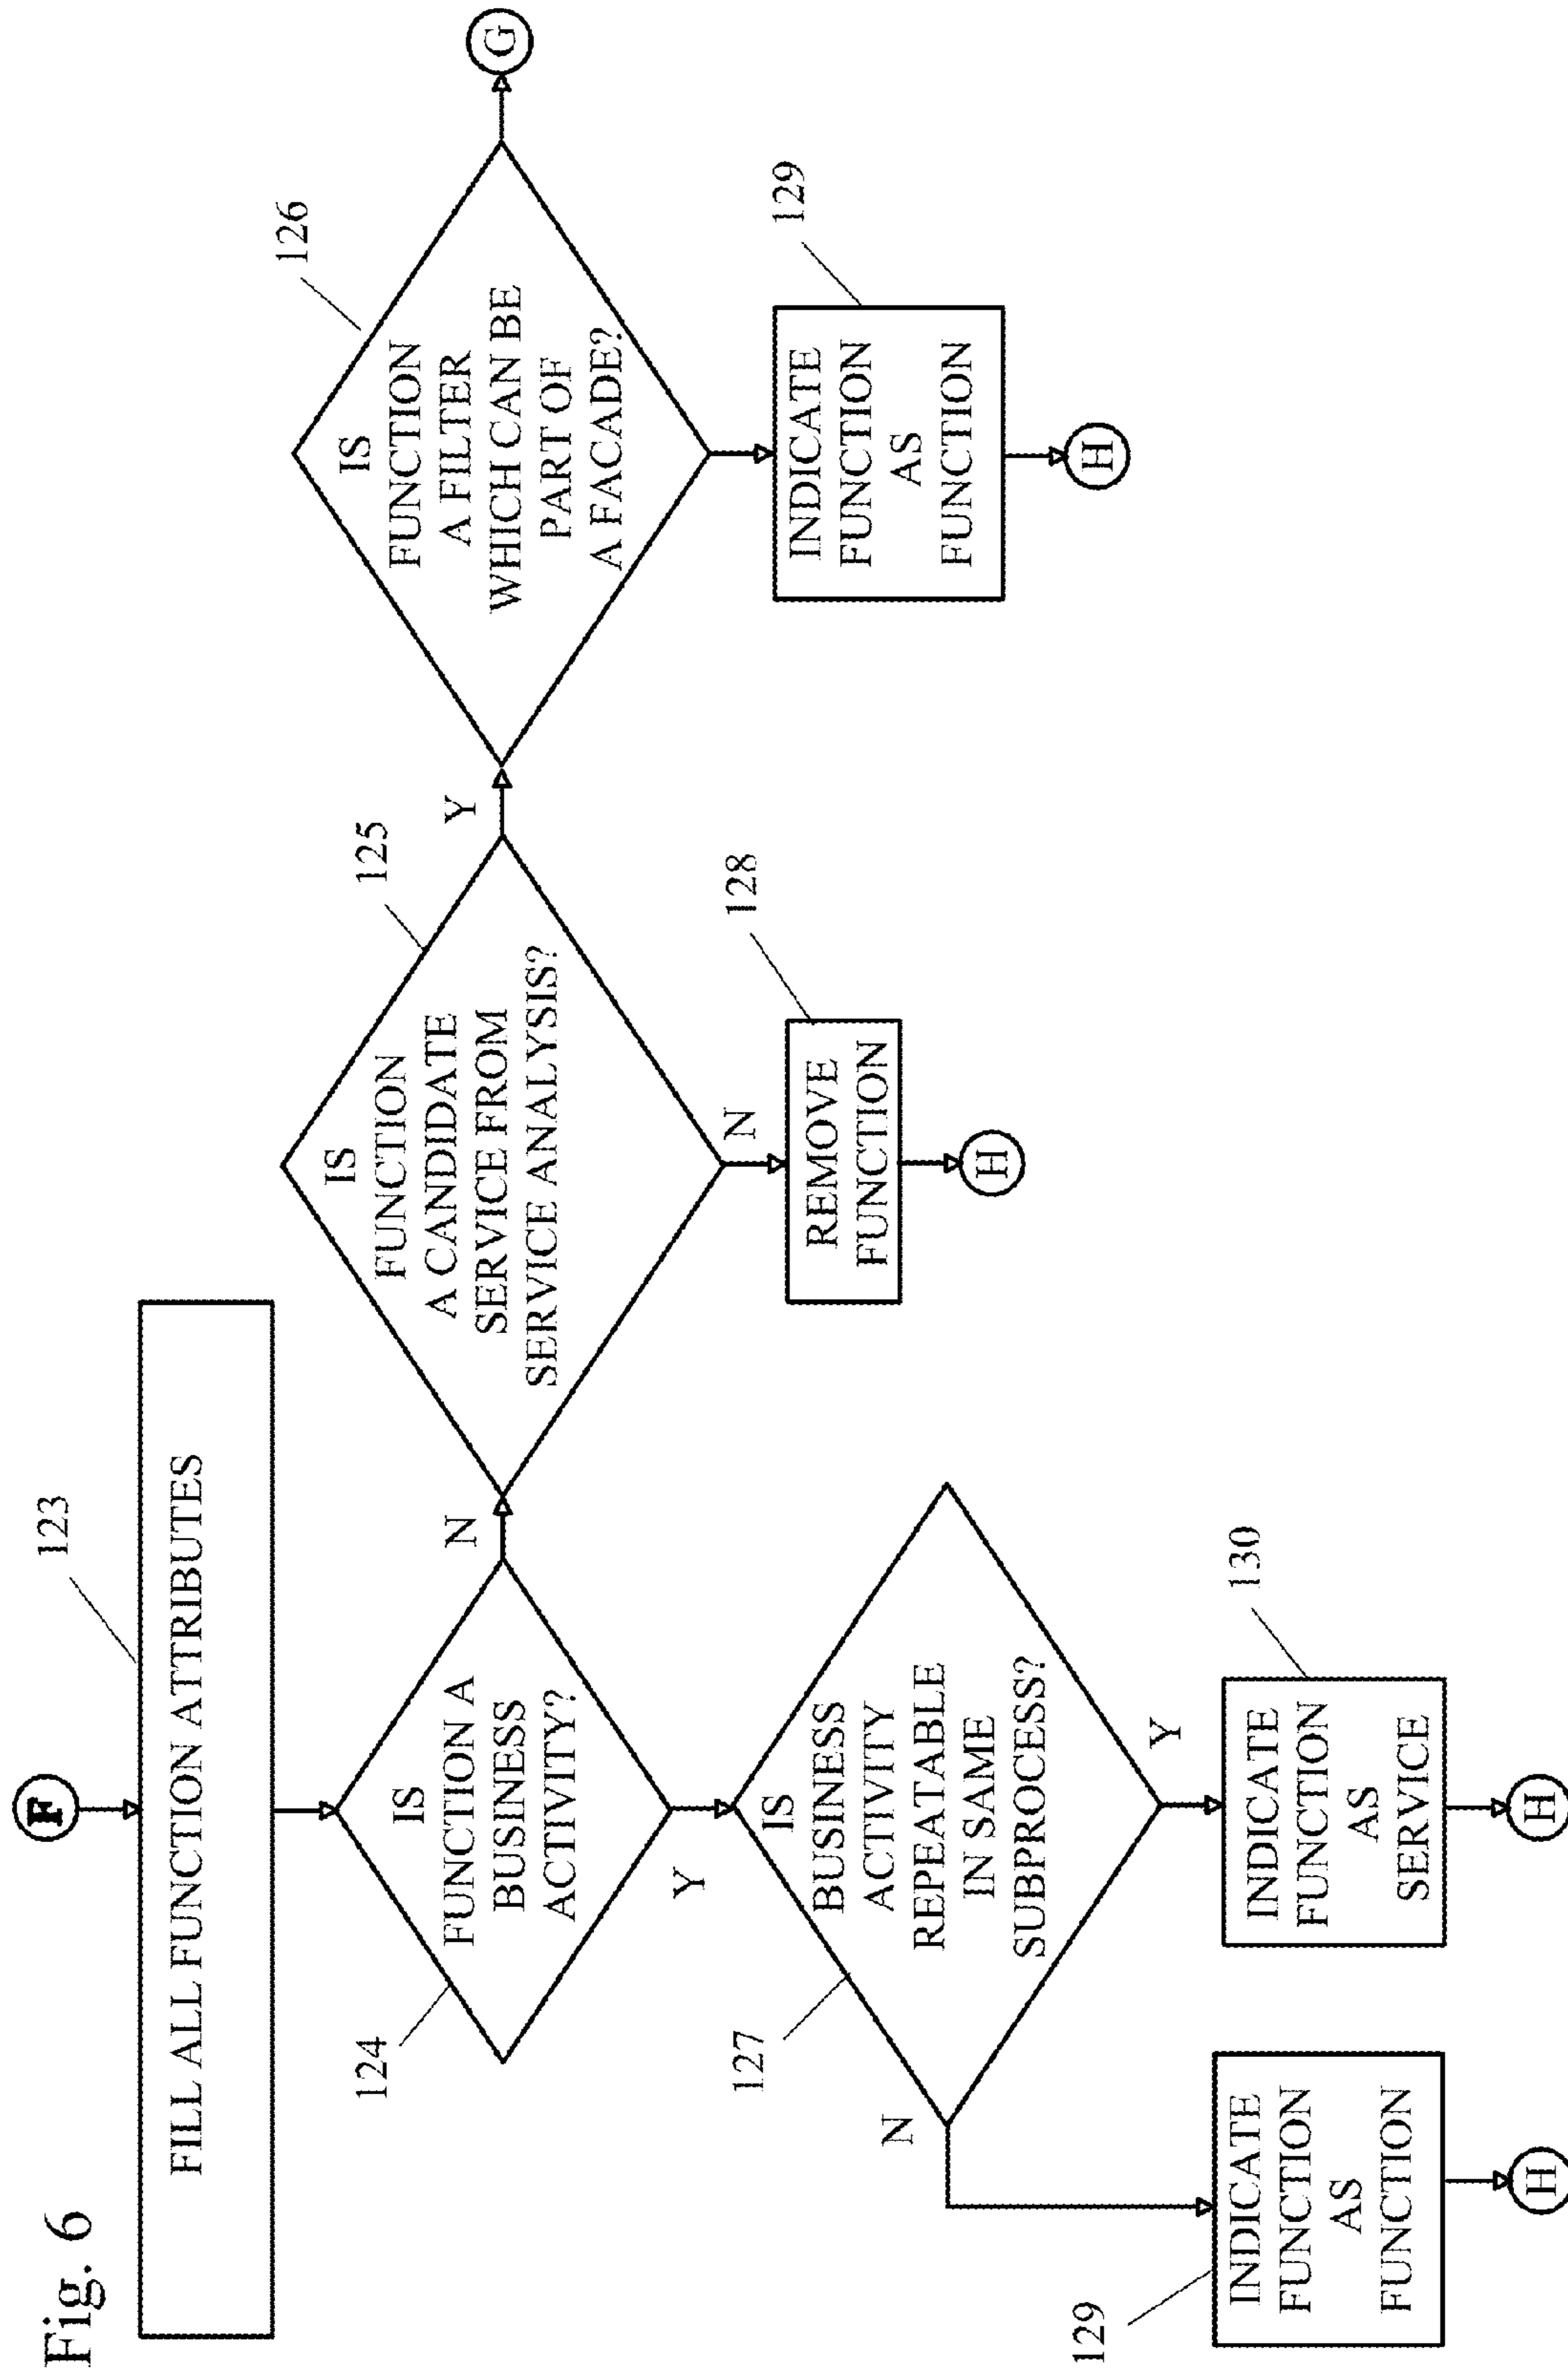 Fig. 6
F
123
FILL ALL FUNCTION ATTRIBUTES
124
IS
FUNCTION A
BUSINESS
ACTIVITY?
N
Y
125
IS
FUNCTION
A CANDIDATE
SERVICE FROM
SERVICE ANALYSIS?
Y
N
126
IS
FUNCTION
A FILTER
WHICH CAN BE
PART OF
A FACADE?
G
127
IS
BUSINESS
ACTIVITY
REPEATABLE
IN SAME
SUBPROCESS?
N
Y
128
REMOVE
FUNCTION
H
129
INDICATE
FUNCTION
AS
FUNCTION
H
129
INDICATE
FUNCTION
AS
FUNCTION
H
130
INDICATE
FUNCTION
AS
SERVICE
H